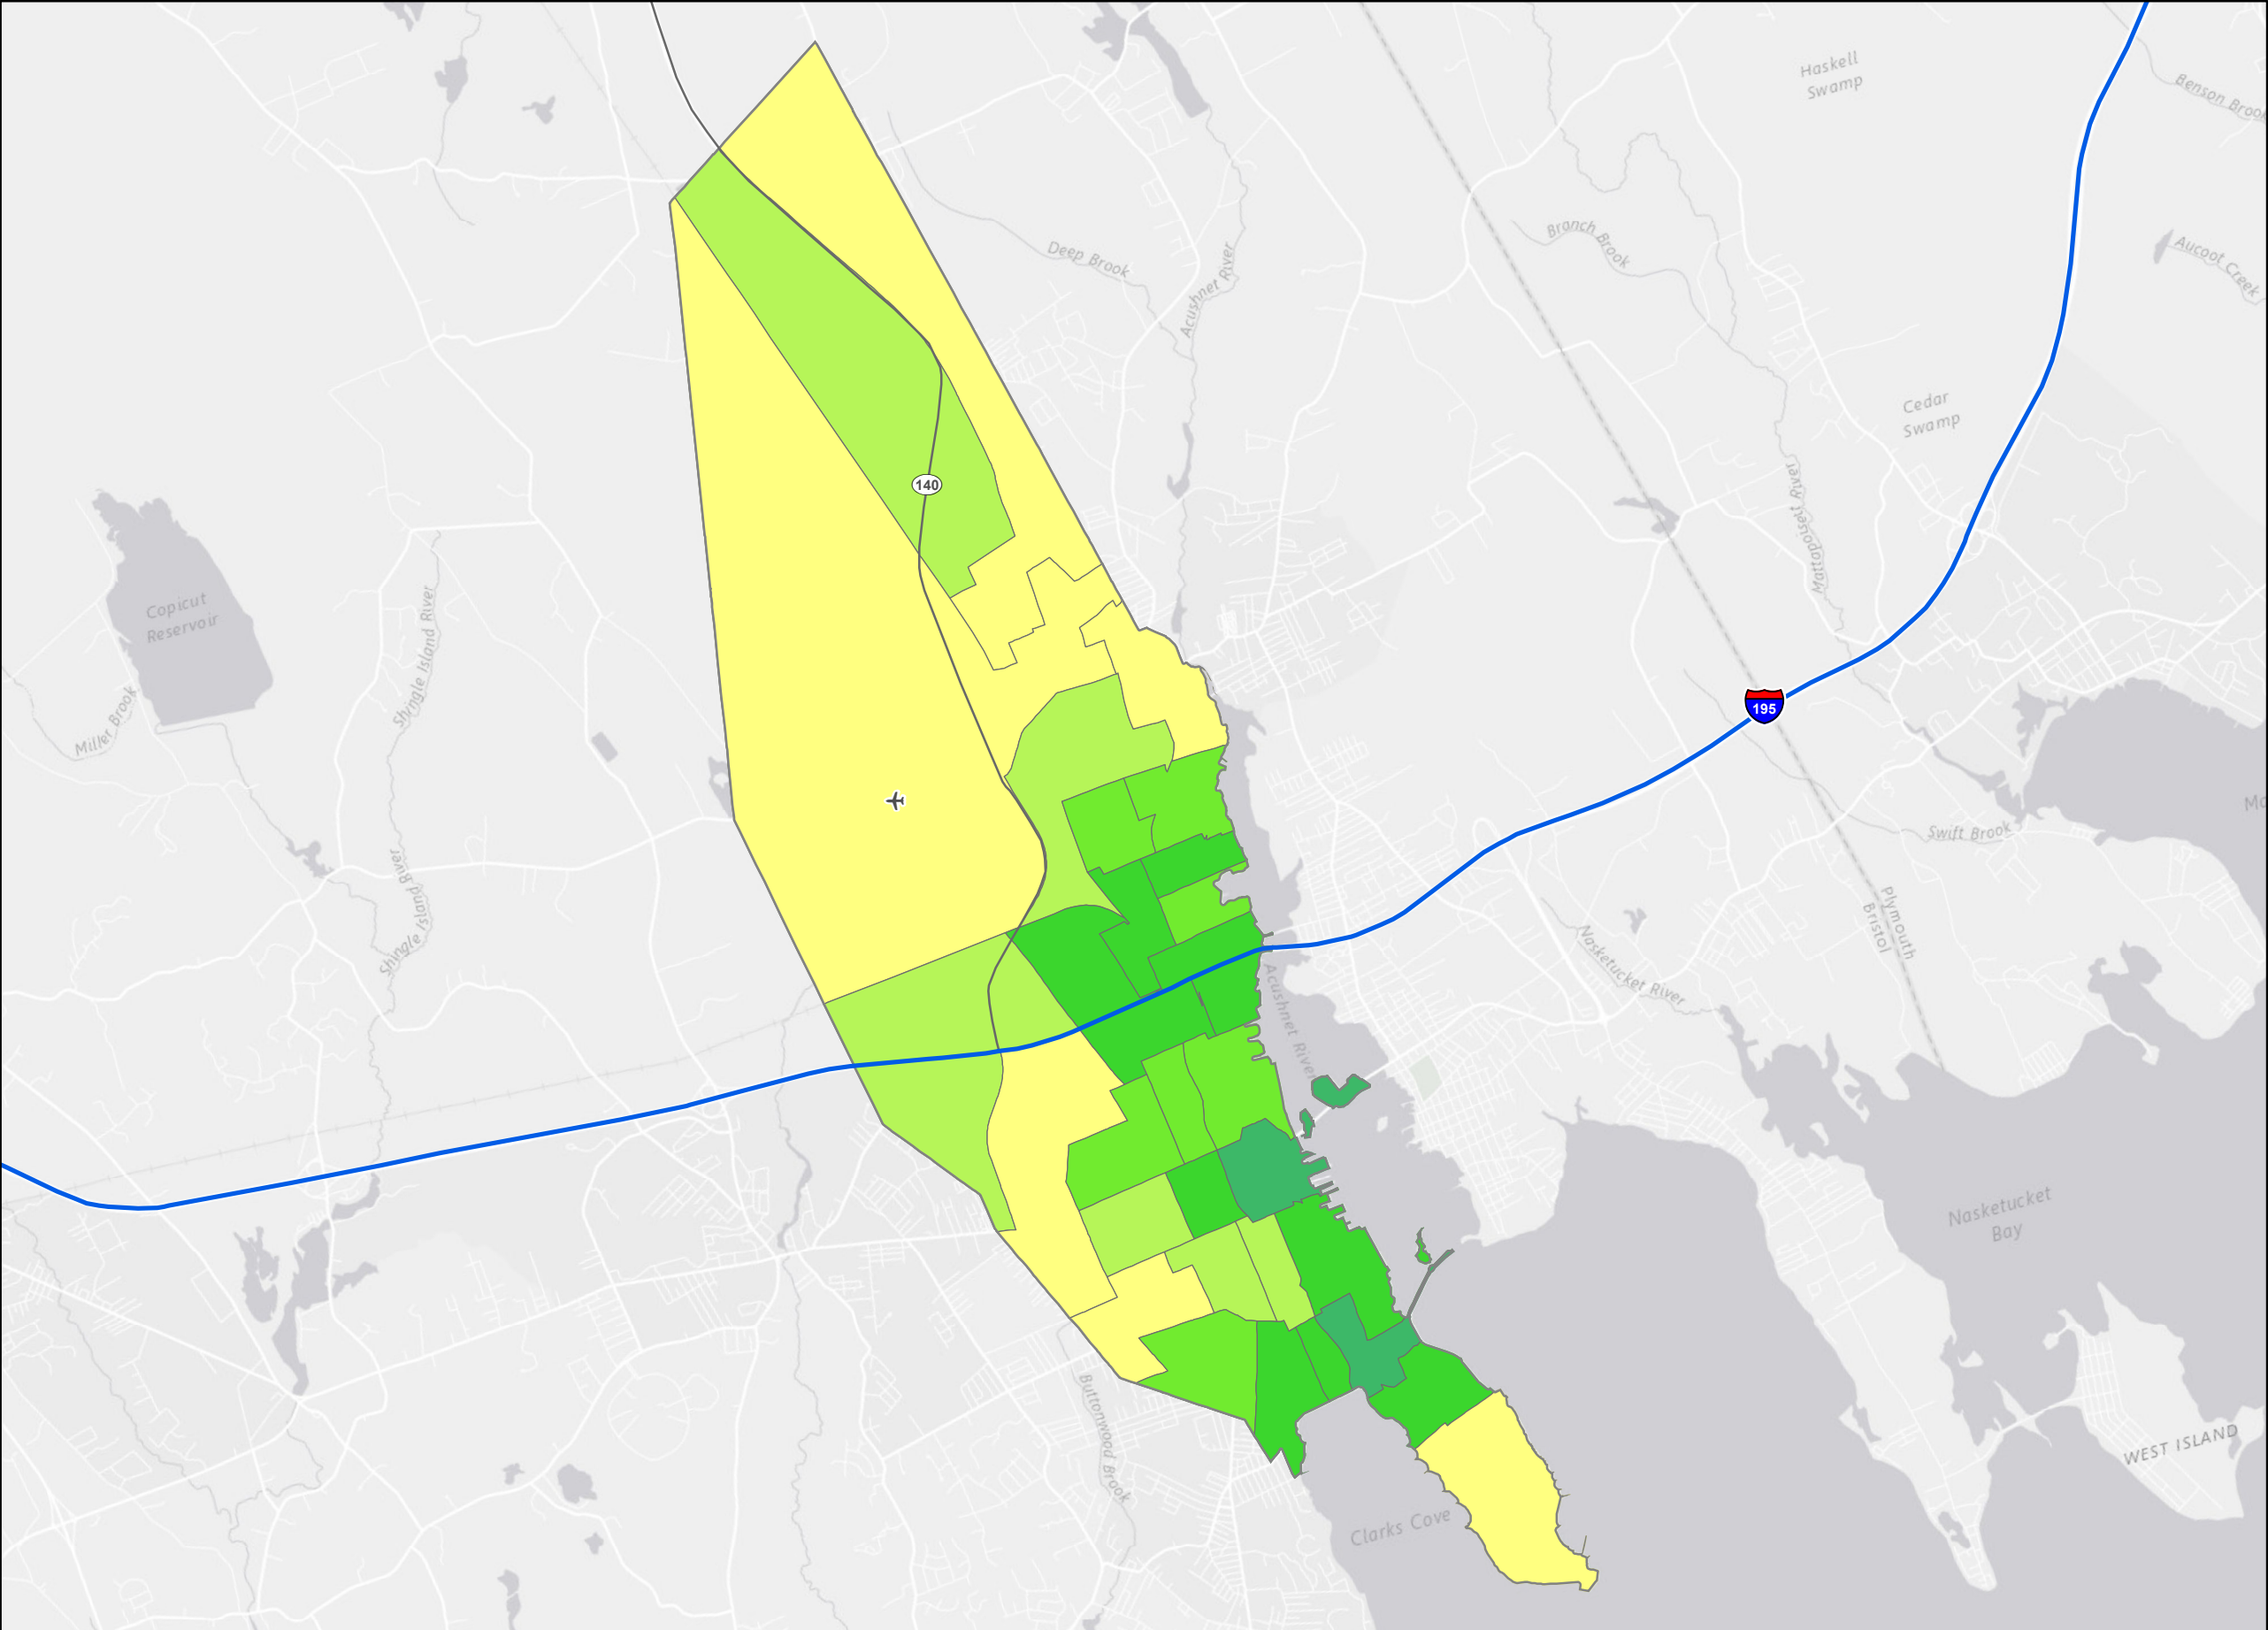 Haskell
Swamp
Benson Brook
Branch Brook
Deep Brook
Acushnet River
Aucoot Creek
Cedar
Swamp
140
Mattapoisett River
Copicut
Reservoir
Shingle Island River
Miller Brook
195
Swift Brook
Shingle Island River
Plymouth
Bristol
Nasketucket River
Acushnet River
Nasketucket
Bay
Buttonwood Brook
WEST ISLAND
Clarks Cove